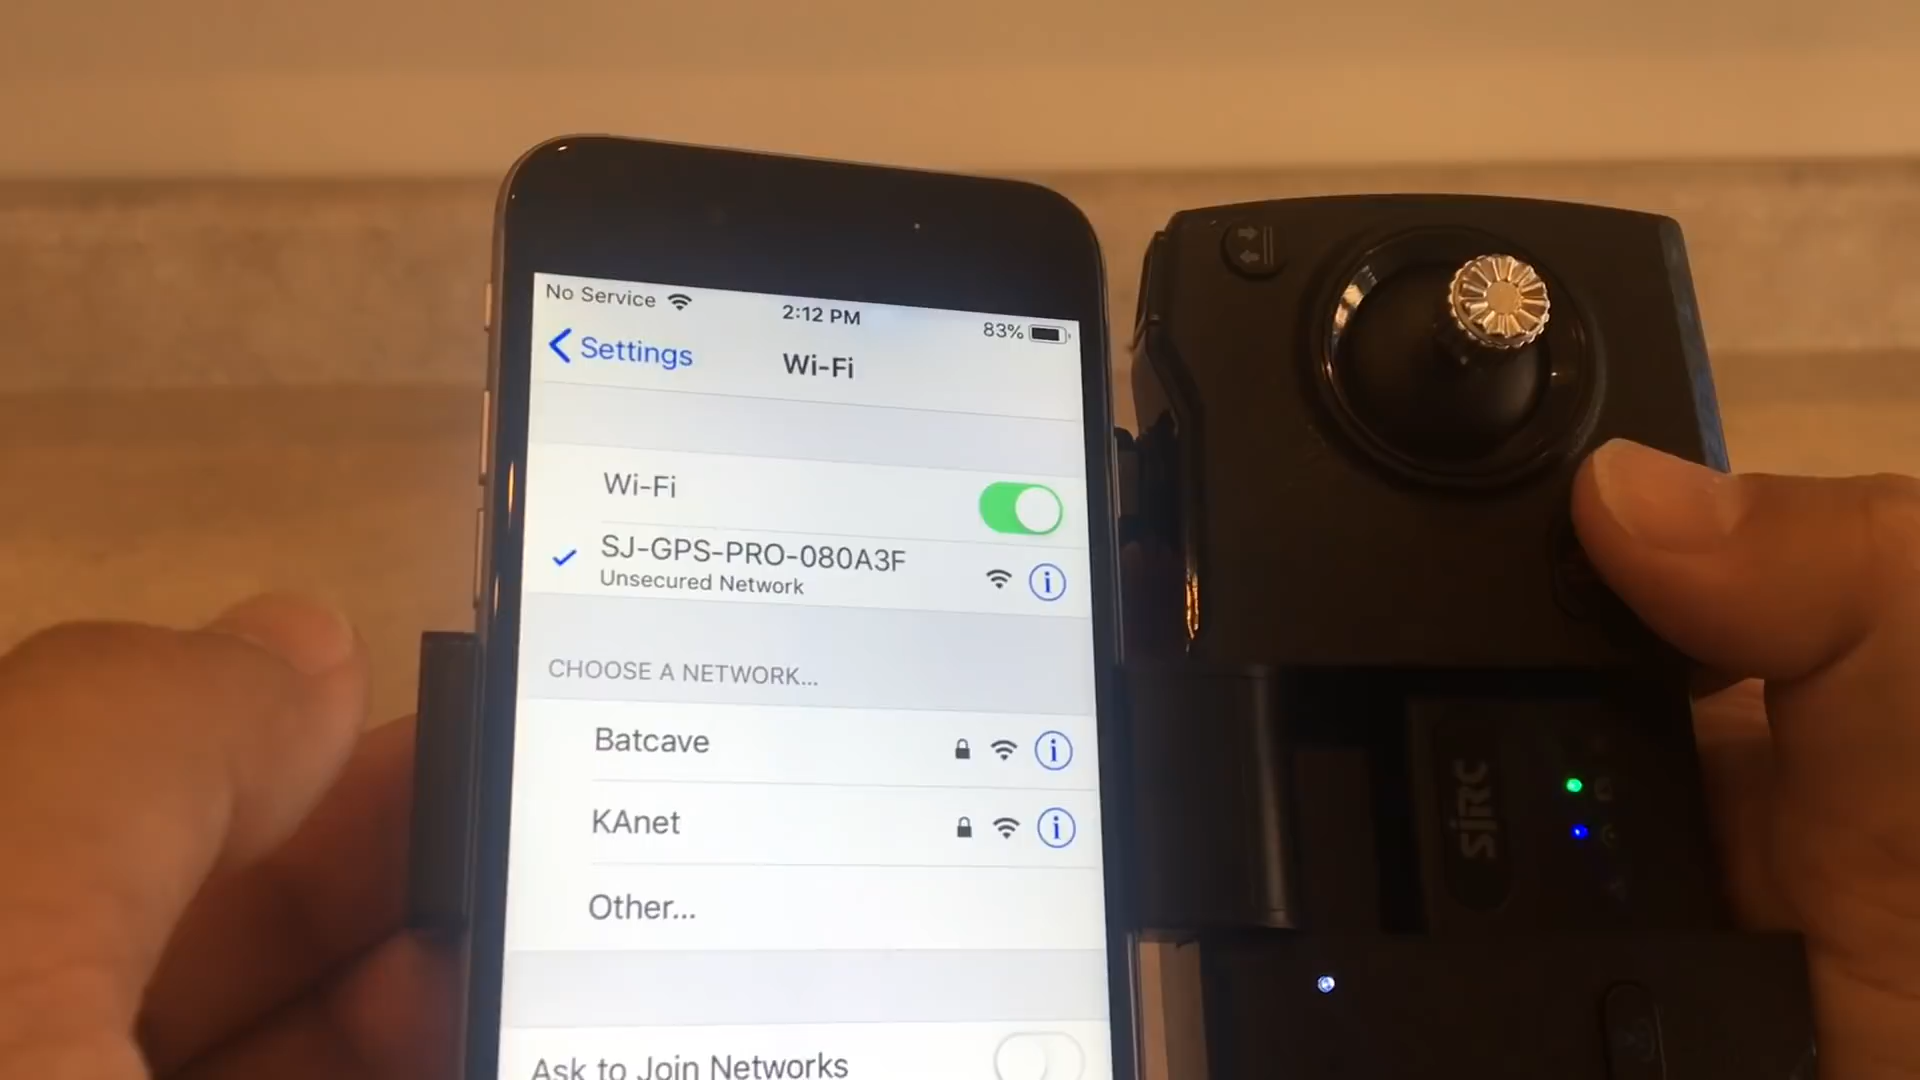 No Service
2:12 PM
83%
Settings
Wi-Fi
Wi-Fi
SJ-GPS-PRO-080A3F
Unsecured Network
CHOOSE A NETWORK...
Batcave
KAnet
Other...
Ask to Join Networks
sjRC